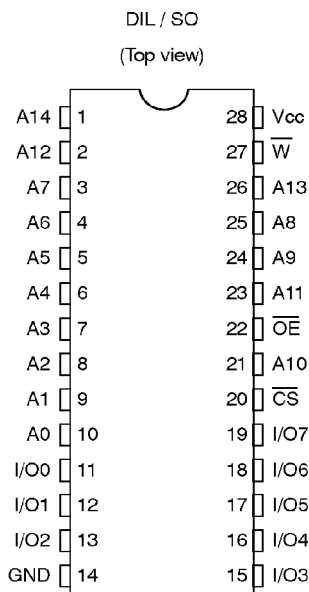 DIL / SO
(Top view)
A14 1 28 Vcc
A12 2 27 W̅
A7 3 26 A13
A6 4 25 A8
A5 5 24 A9
A4 6 23 A11
A3 7 22 O̅E̅
A2 8 21 A10
A1 9 20 C̅S̅
A0 10 19 I/O7
I/O0 11 18 I/O6
I/O1 12 17 I/O5
I/O2 13 16 I/O4
GND 14 15 I/O3